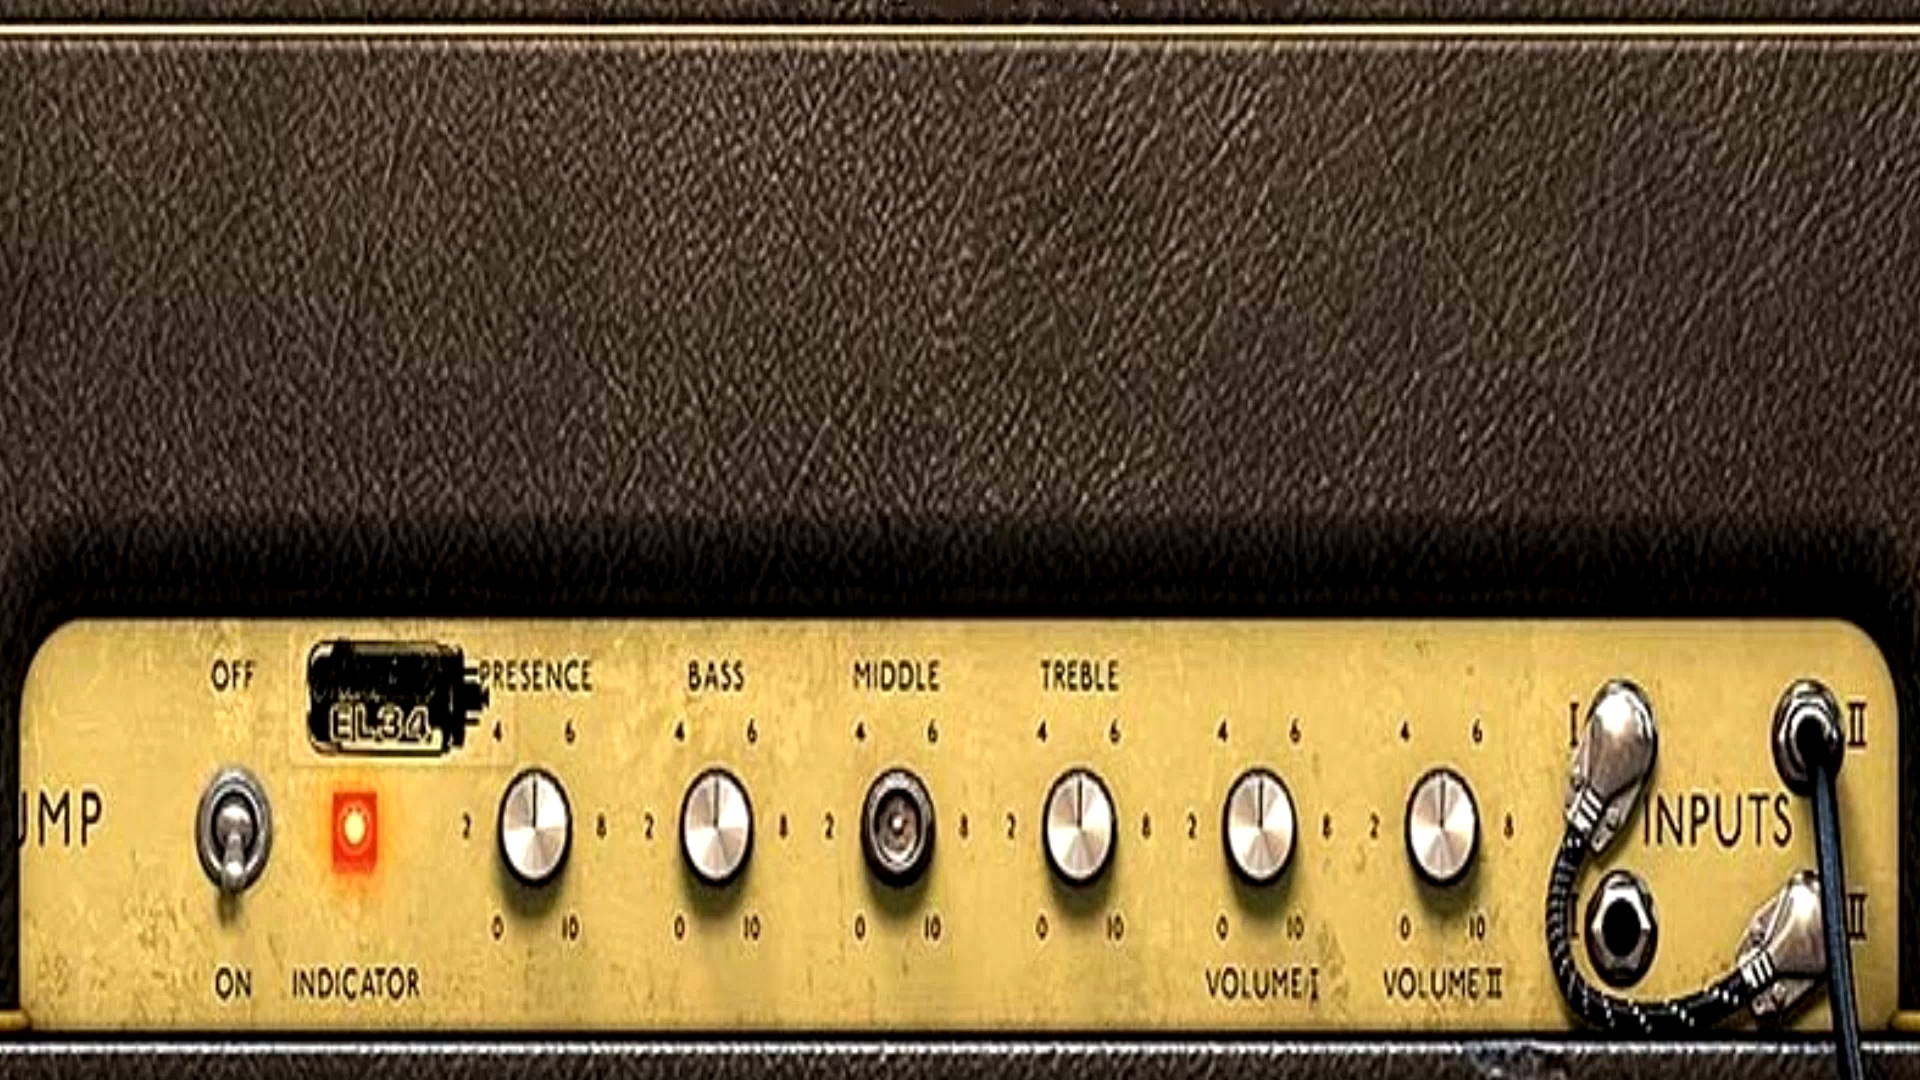 OFF
EL34
PRESENCE
BASS
MIDDLE
TREBLE
4 6
4 6
4 6
4 6
4 6
4 6
I
II
UMP
2 8
2 8
2 8
2 8
2 8
2 8
INPUTS
I
II
0 10
0 10
0 10
0 10
0 10
0 10
ON
INDICATOR
VOLUME I
VOLUME II